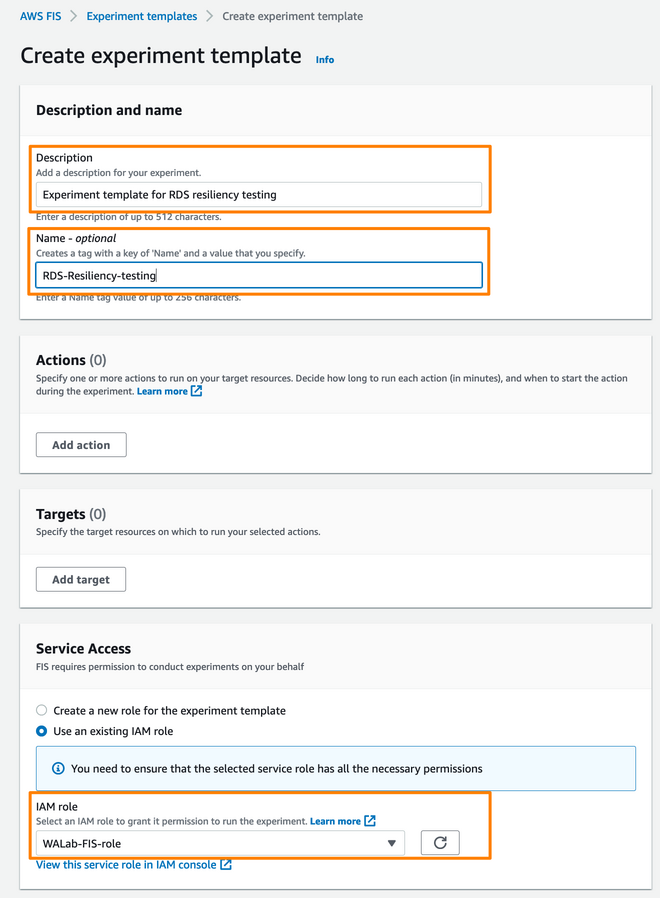 AWS FIS > Experiment templates > Create experiment template
Create experiment template Info
Description and name
Description
Add a description for your experiment.
Experiment template for RDS resiliency testing
Enter a description of up to 512 characters.
Name - optional
Creates a tag with a key of 'Name' and a value that you specify.
RDS-Resiliency-testing
Enter a Name tag value of up to 256 characters.
Actions (0)
Specify one or more actions to run on your target resources. Decide how long to run each action (in minutes), and when to start the action
during the experiment. Learn more
Add action
Targets (0)
Specify the target resources on which to run your selected actions.
Add target
Service Access
FIS requires permission to conduct experiments on your behalf
Create a new role for the experiment template
Use an existing IAM role
You need to ensure that the selected service role has all the necessary permissions
IAM role
Select an IAM role to grant it permission to run the experiment. Learn more
WALab-FIS-role
View this service role in IAM console